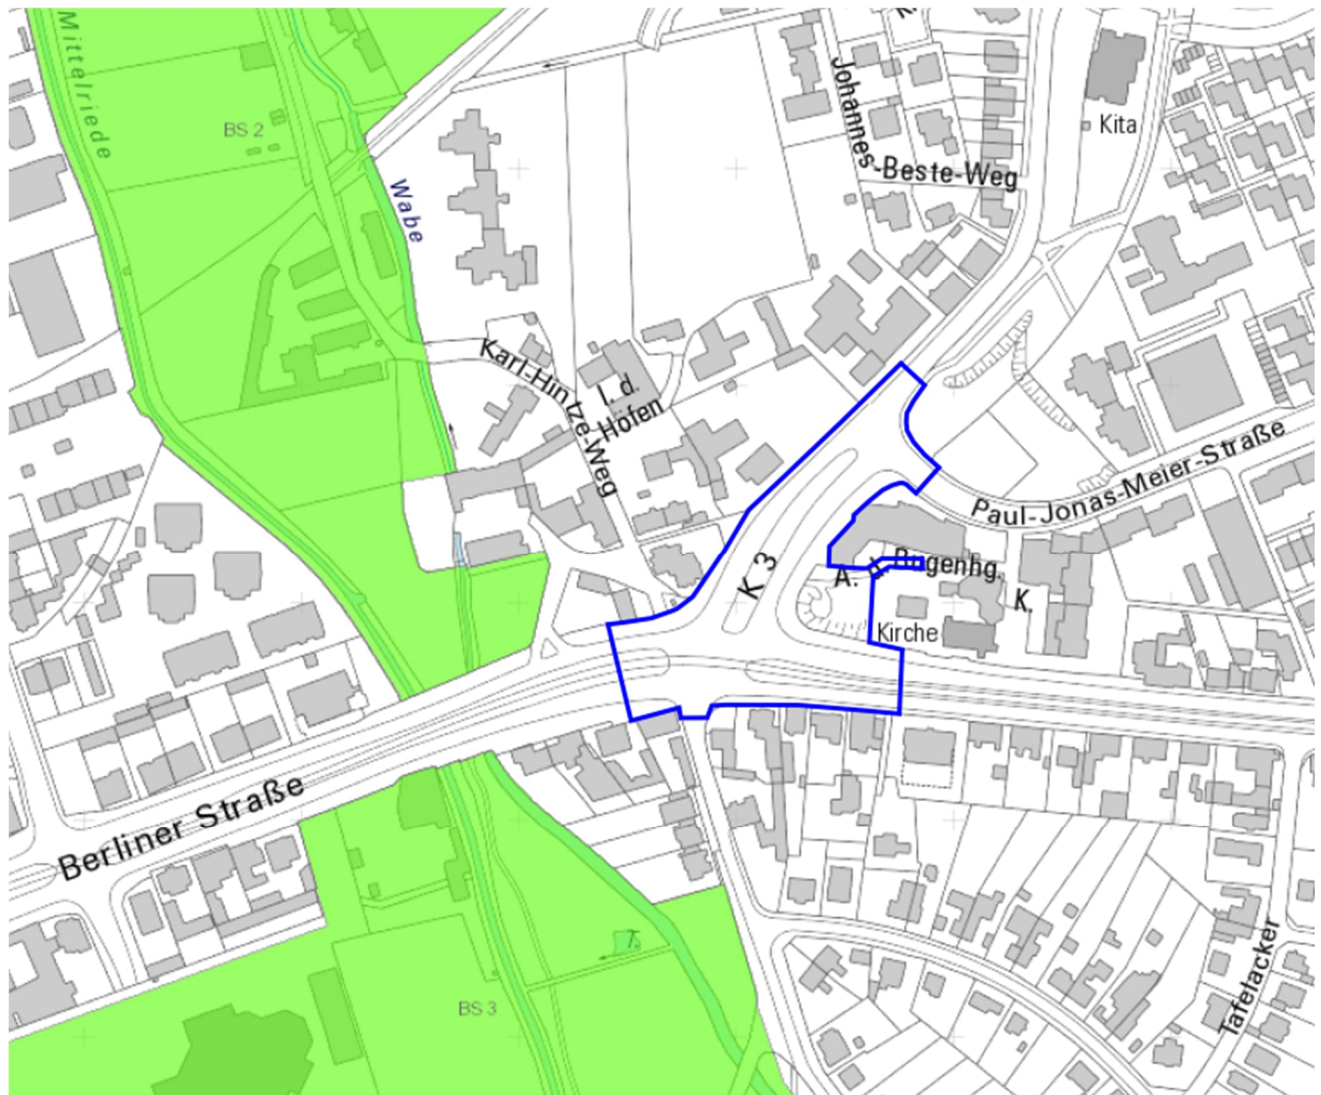 Mittelriede
K.
Johannes-Beste-Weg
Kita
BS 2
Wabe
Karl-Hintze-Weg
I. d.
Höfen
Paul-Jonas-Meier-Straße
K 3
A. d. Bugenhg.
K.
Kirche
Berliner Straße
T.
BS 3
Tafelacker